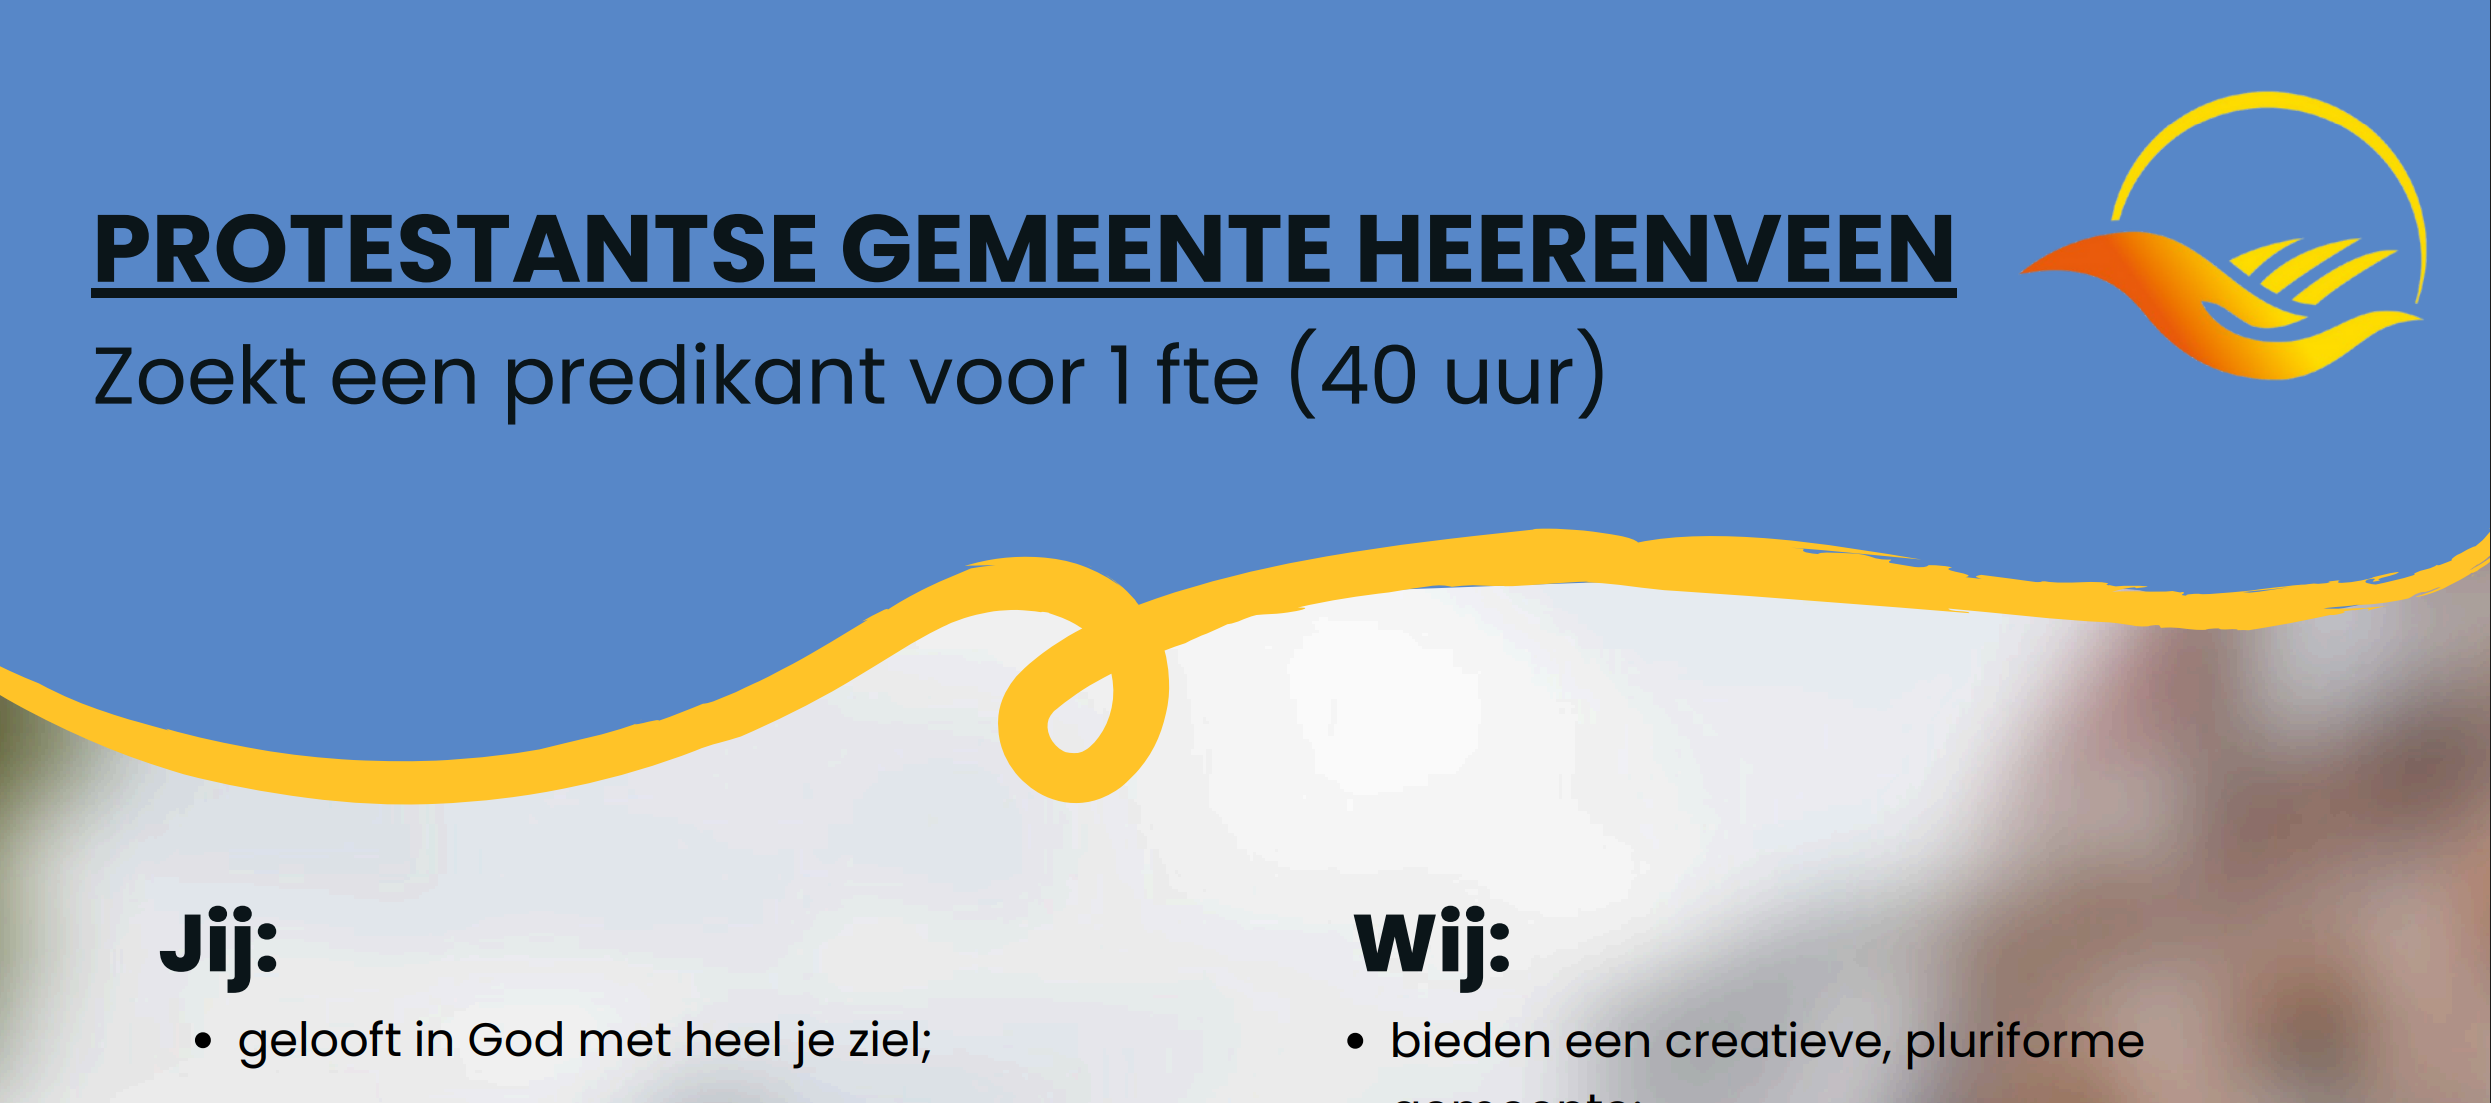 PROTESTANTSE GEMEENTE HEERENVEEN
Zoekt een predikant voor 1 fte (40 uur)
Jij:
• gelooft in God met heel je ziel;
Wij:
• bieden een creatieve, pluriforme
gemeente;